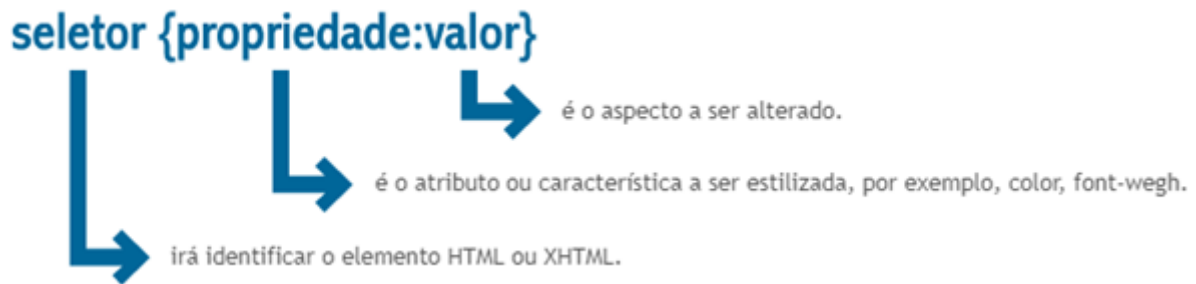 seletor {propriedade:valor}
é o aspecto a ser alterado.
é o atributo ou característica a ser estilizada, por exemplo, color, font-wegh.
irá identificar o elemento HTML ou XHTML.